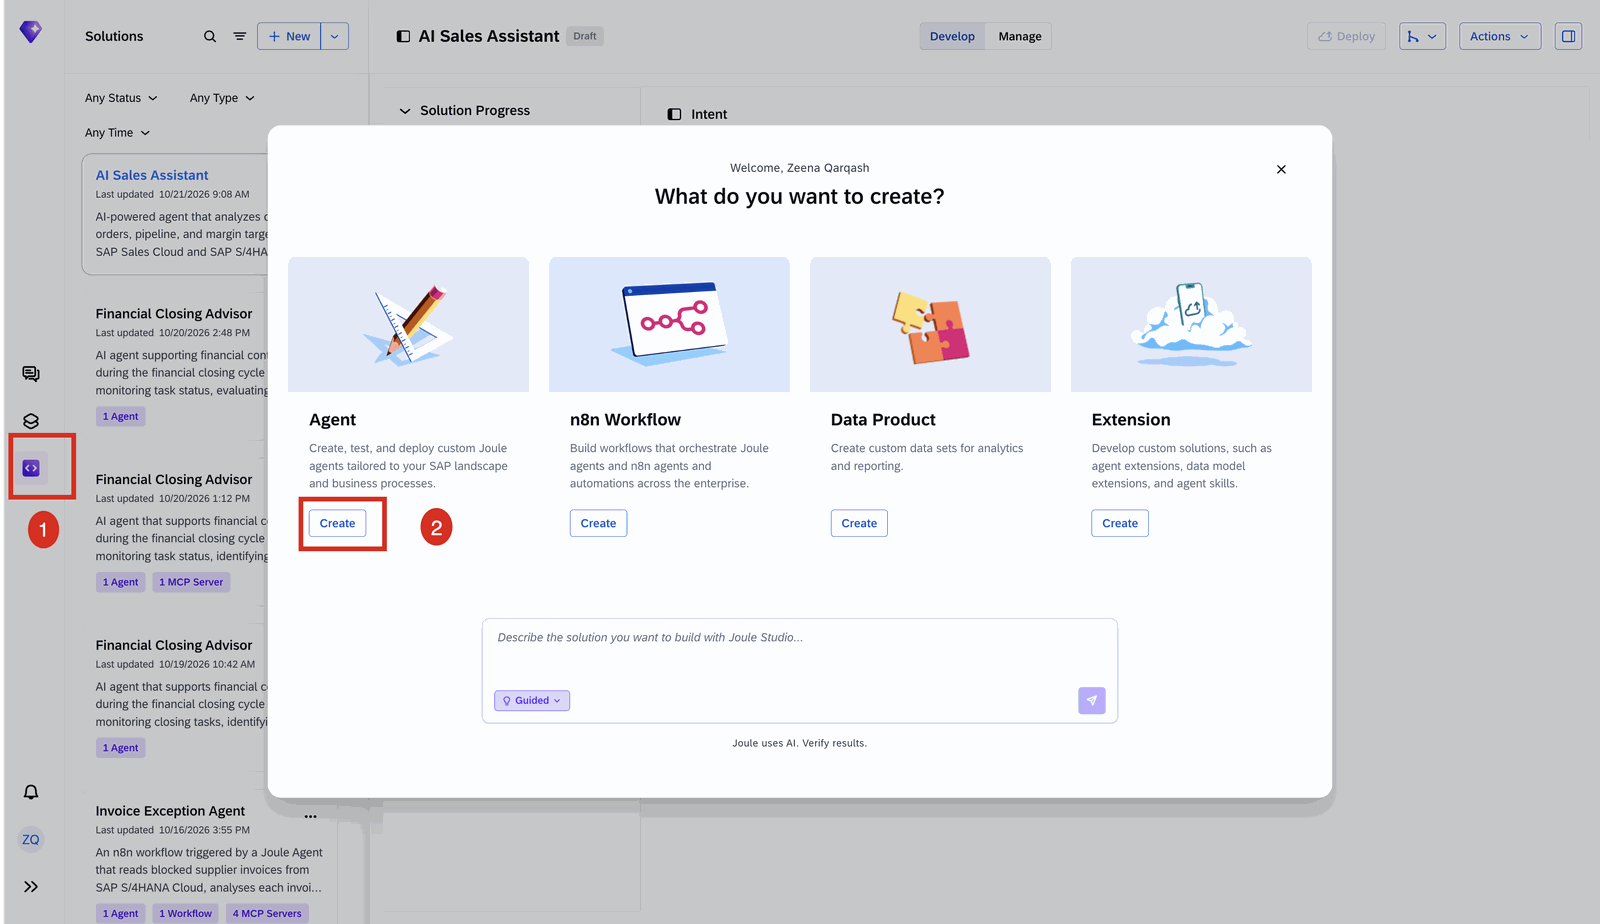 Solutions
New
AI Sales Assistant
Draft
Develop
Manage
Deploy
Actions
Any Status
Any Type
Any Time
Solution Progress
Intent
AI Sales Assistant
Last updated 10/21/2026 9:08 AM
AI-powered agent that analyzes
orders, pipeline, and margin targe
SAP Sales Cloud and SAP S/4HA
Financial Closing Advisor
Last updated 10/20/2026 2:48 PM
AI agent supporting financial con
during the financial closing cycle
monitoring task status, evaluating
1 Agent
Financial Closing Advisor
Last updated 10/20/2026 1:12 PM
AI agent that supports financial c
during the financial closing cycle
monitoring task status, identifying
1 Agent
1 MCP Server
Financial Closing Advisor
Last updated 10/19/2026 10:42 AM
AI agent that supports financial c
during the financial closing cycle
monitoring closing tasks, identify
1 Agent
Invoice Exception Agent
Last updated 10/16/2026 3:55 PM
An n8n workflow triggered by a Joule Agent
that reads blocked supplier invoices from
SAP S/4HANA Cloud, analyses each invoi...
1 Agent
1 Workflow
4 MCP Servers
1
ZQ
Welcome, Zeena Qarqash
What do you want to create?
Agent
Create, test, and deploy custom Joule
agents tailored to your SAP landscape
and business processes.
Create
2
n8n Workflow
Build workflows that orchestrate Joule
agents and n8n agents and
automations across the enterprise.
Create
Data Product
Create custom data sets for analytics
and reporting.
Create
Extension
Develop custom solutions, such as
agent extensions, data model
extensions, and agent skills.
Create
Describe the solution you want to build with Joule Studio...
Guided
Joule uses AI. Verify results.